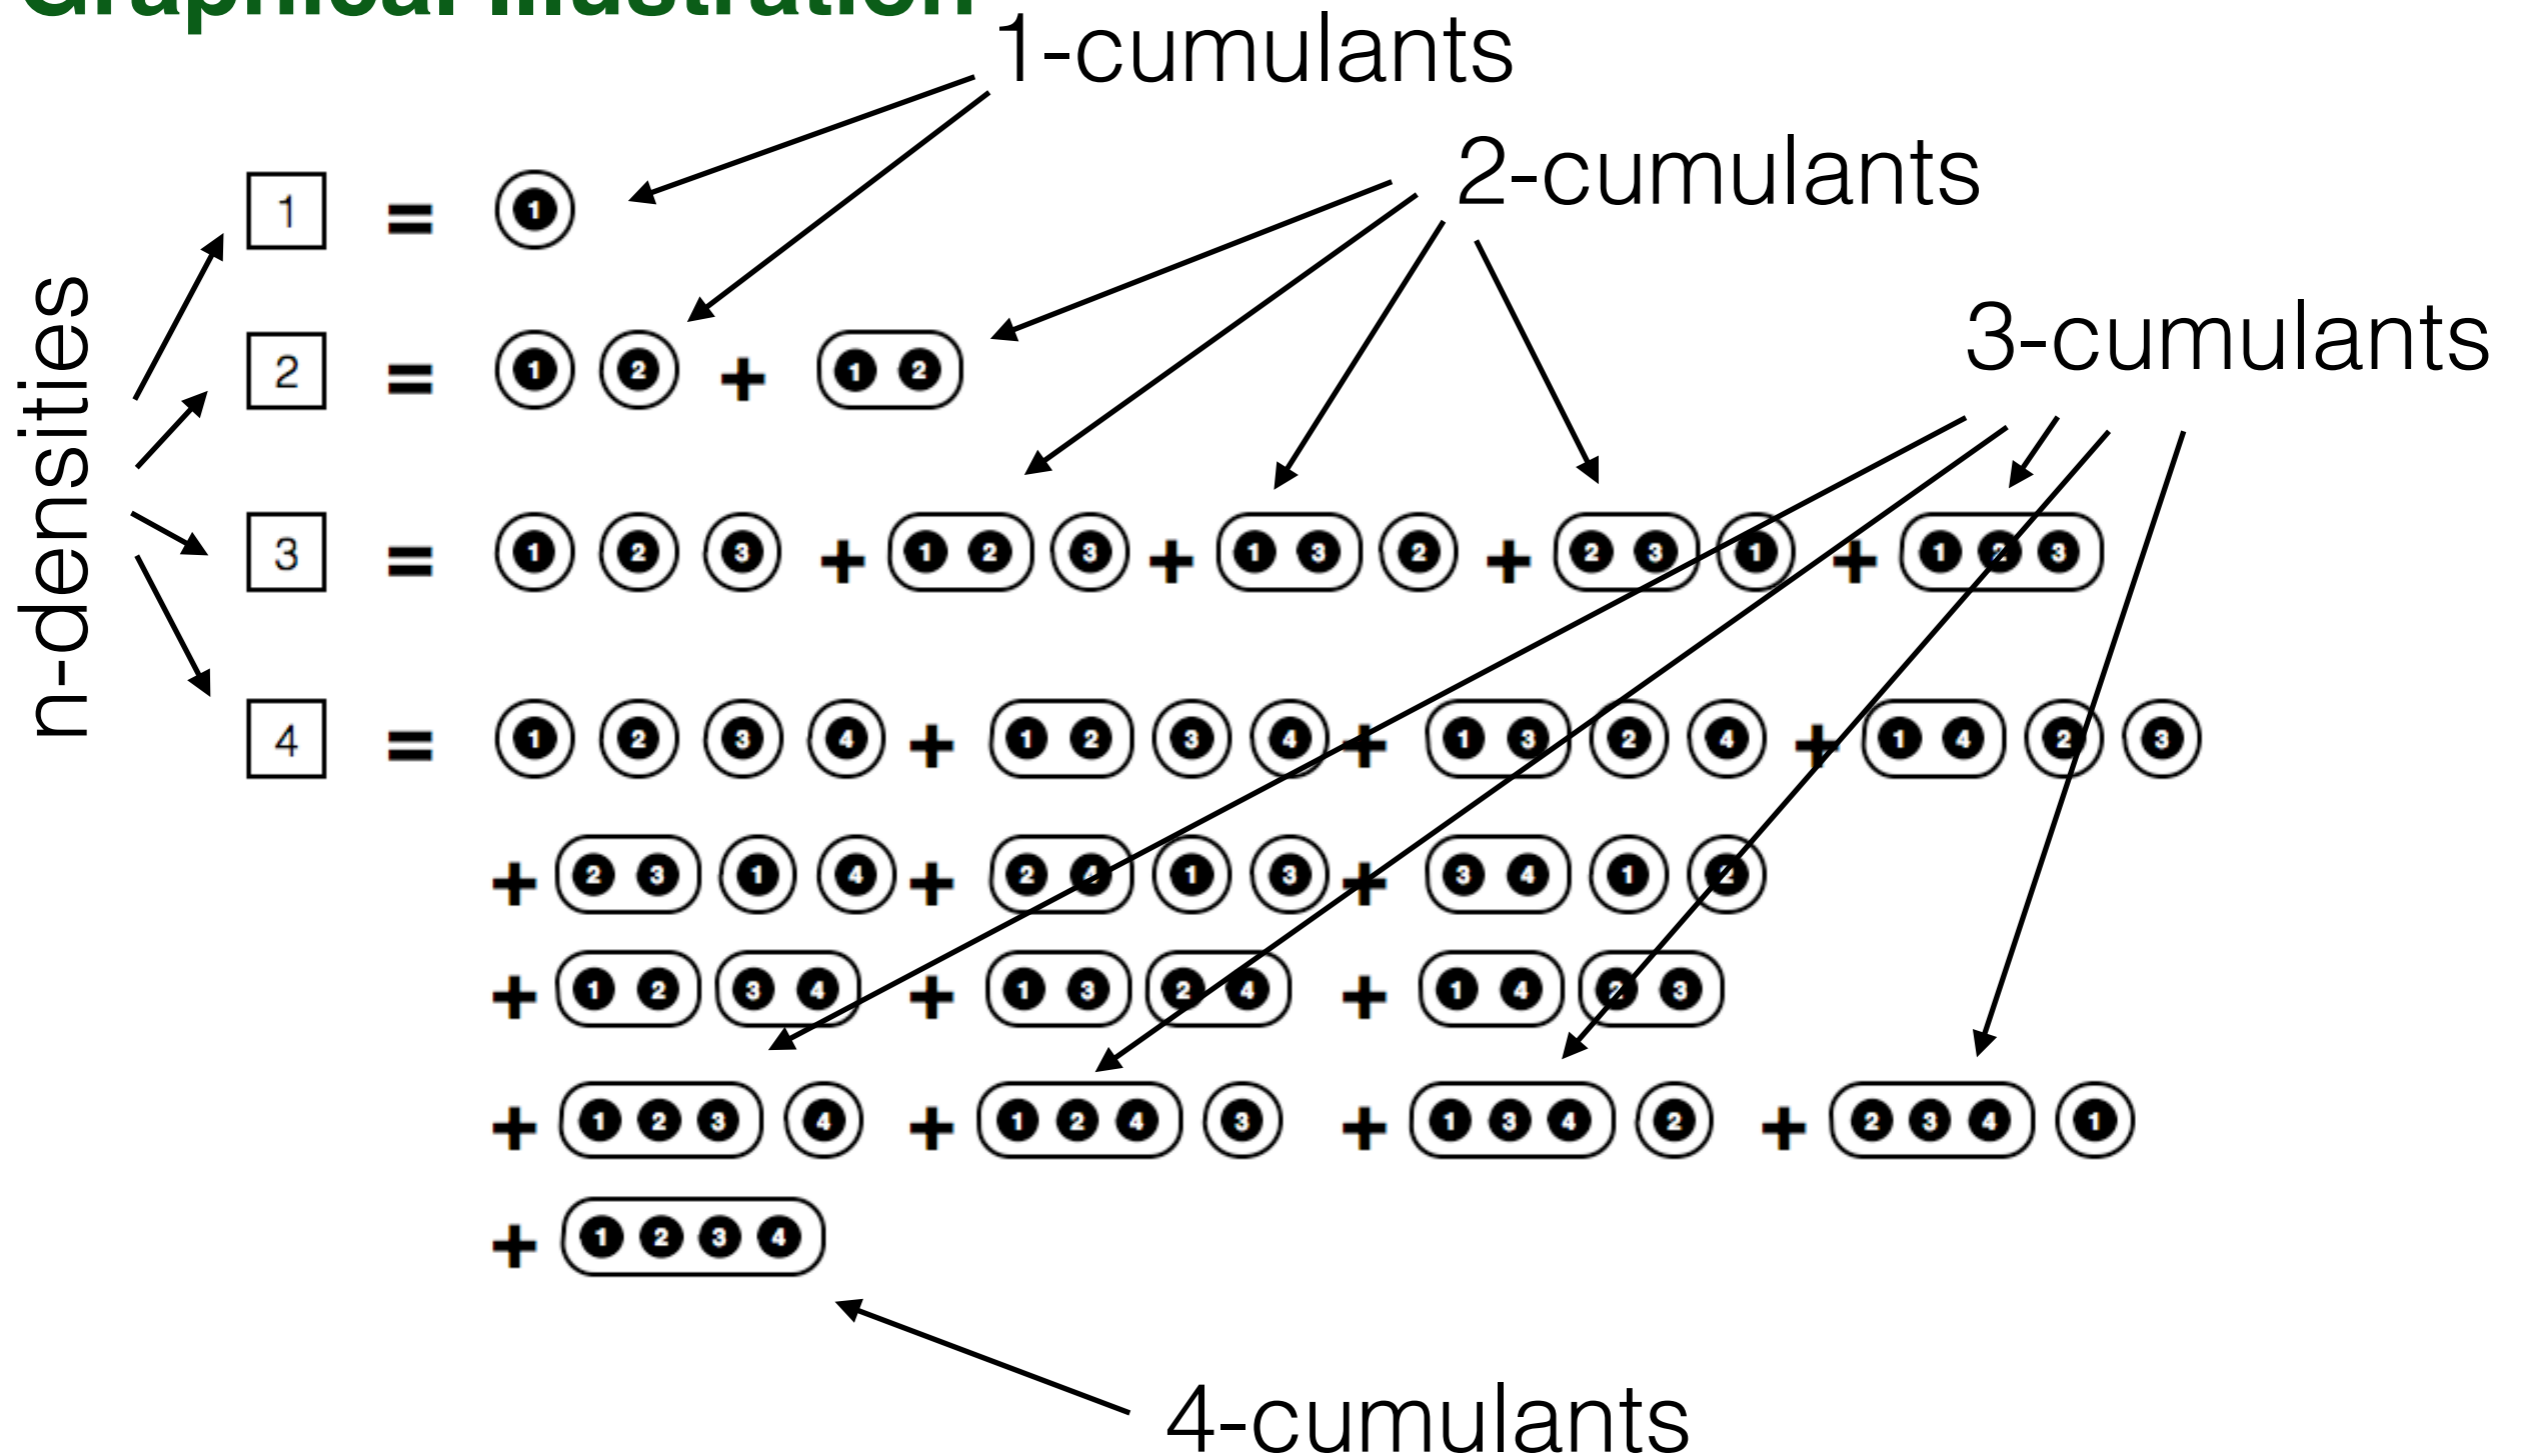 Graphical Illustration
1-cumulants
2-cumulants
3-cumulants
n-densities
1 = 1
2 = 1 2 + 1 2
3 = 1 2 3 + 1 2 3 + 1 3 2 + 2 3 1 + 1 2 3
4 = 1 2 3 4 + 1 2 3 4 + 1 3 2 4 + 1 4 2 3
+ 2 3 1 4 + 2 4 1 3 + 3 4 1 2
+ 1 2 3 4 + 1 3 2 4 + 1 4 2 3
+ 1 2 3 4 + 1 2 4 3 + 1 3 4 2 + 2 3 4 1
+ 1 2 3 4
4-cumulants